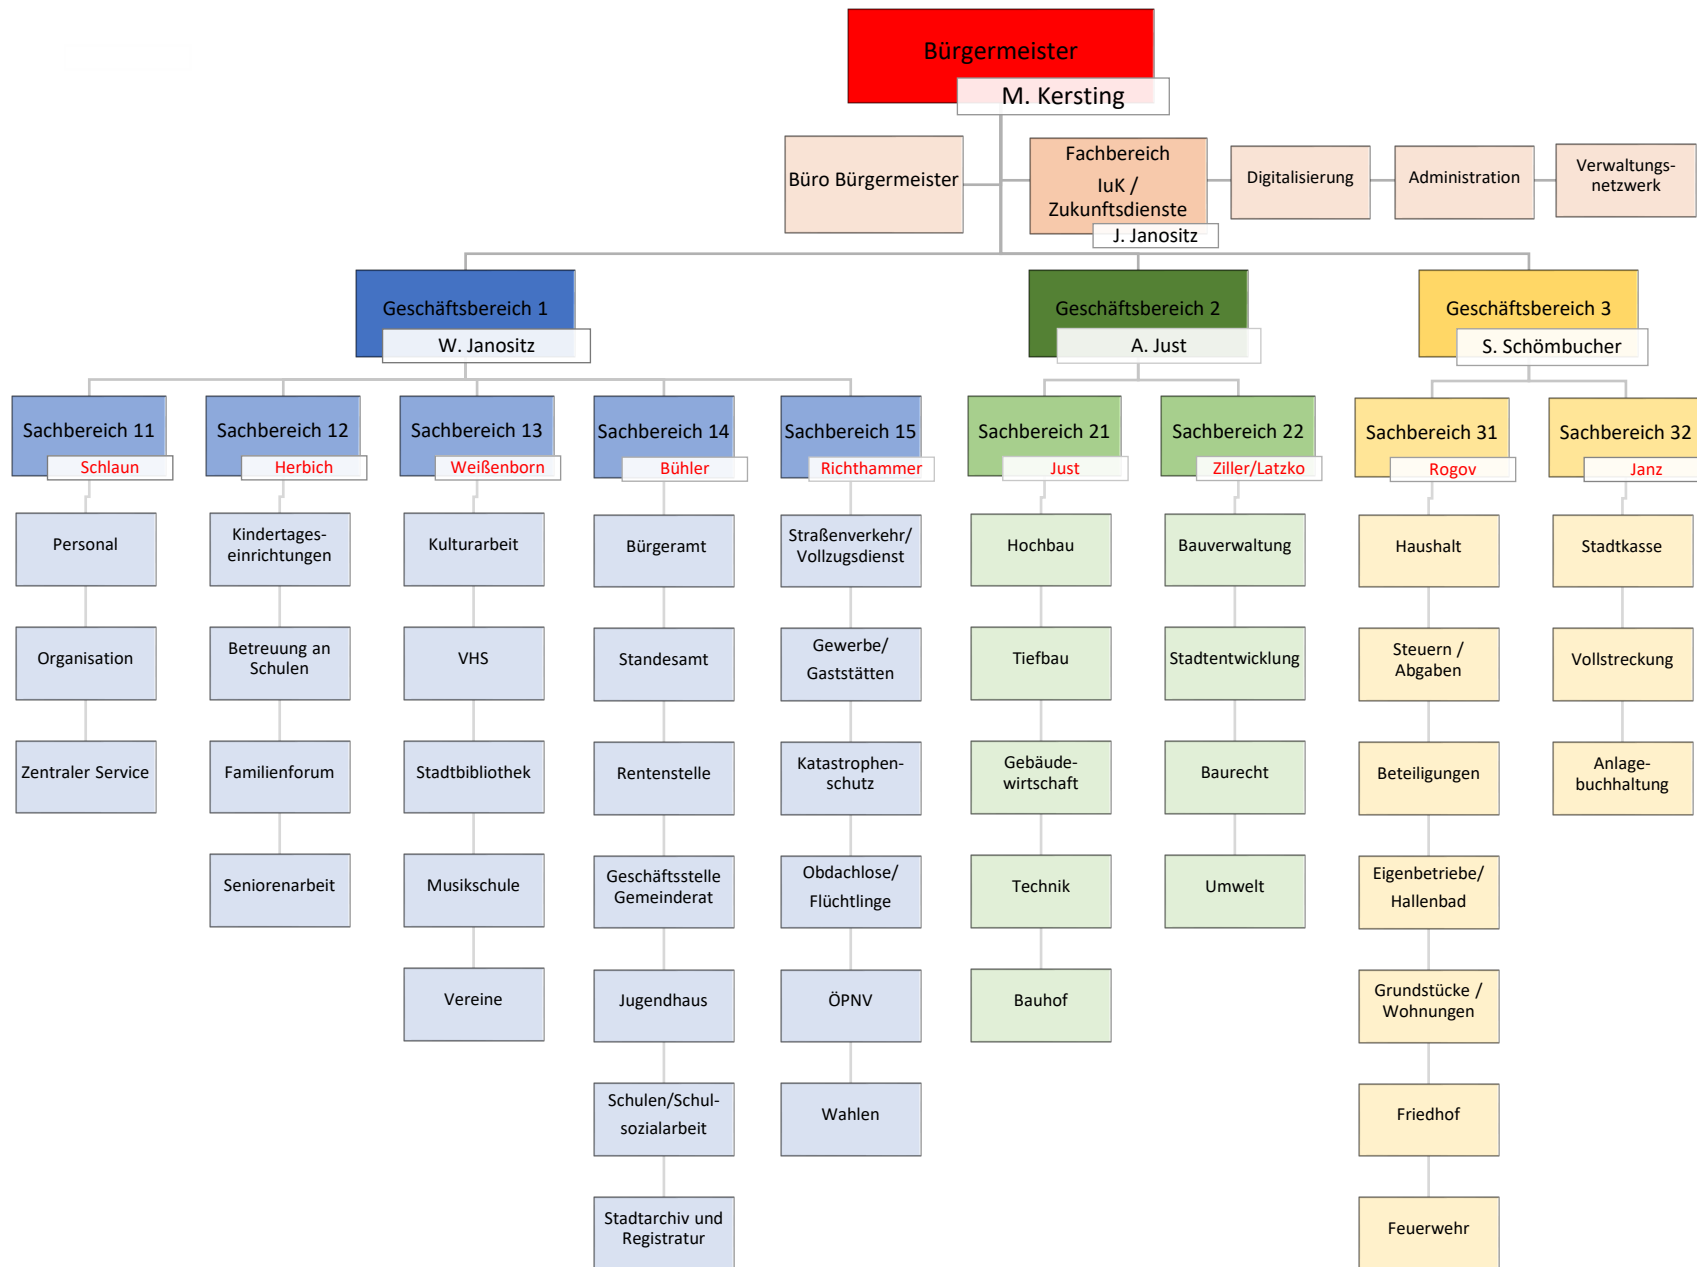 Bürgermeister
M. Kersting
Büro Bürgermeister
Fachbereich
IuK /
Zukunftsdienste
J. Janositz
Digitalisierung
Administration
Verwaltungs-
netzwerk
Geschäftsbereich 1
W. Janositz
Geschäftsbereich 2
A. Just
Geschäftsbereich 3
S. Schömbucher
Sachbereich 11
Schlaun
Personal
Organisation
Zentraler Service
Sachbereich 12
Herbich
Kindertages-
einrichtungen
Betreuung an
Schulen
Familienforum
Seniorenarbeit
Sachbereich 13
Weißenborn
Kulturarbeit
VHS
Stadtbibliothek
Musikschule
Vereine
Sachbereich 14
Bühler
Bürgeramt
Standesamt
Rentenstelle
Geschäftsstelle
Gemeinderat
Jugendhaus
Schulen/Schul-
sozialarbeit
Stadtarchiv und
Registratur
Sachbereich 15
Richthammer
Straßenverkehr/
Vollzugsdienst
Gewerbe/
Gaststätten
Katastrophen-
schutz
Obdachlose/
Flüchtlinge
ÖPNV
Wahlen
Sachbereich 21
Just
Hochbau
Tiefbau
Gebäude-
wirtschaft
Technik
Bauhof
Sachbereich 22
Ziller/Latzko
Bauverwaltung
Stadtentwicklung
Baurecht
Umwelt
Sachbereich 31
Rogov
Haushalt
Steuern /
Abgaben
Beteiligungen
Eigenbetriebe/
Hallenbad
Grundstücke /
Wohnungen
Friedhof
Feuerwehr
Sachbereich 32
Janz
Stadtkasse
Vollstreckung
Anlage-
buchhaltung